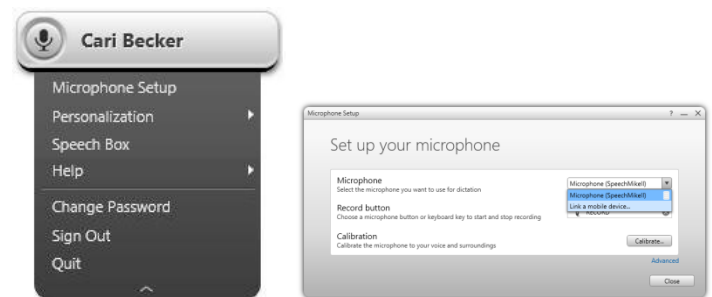 Cari Becker
Microphone Setup
Personalization
Speech Box
Help
Change Password
Sign Out
Quit
Microphone Setup
Set up your microphone
Microphone
Select the microphone you want to use for dictation
Microphone (SpeechMikeII)
Microphone (SpeechMikeII)
Link a mobile device...
Record button
Choose a microphone button or keyboard key to start and stop recording
RECORD
Calibration
Calibrate the microphone to your voice and surroundings
Calibrate...
Advanced
Close